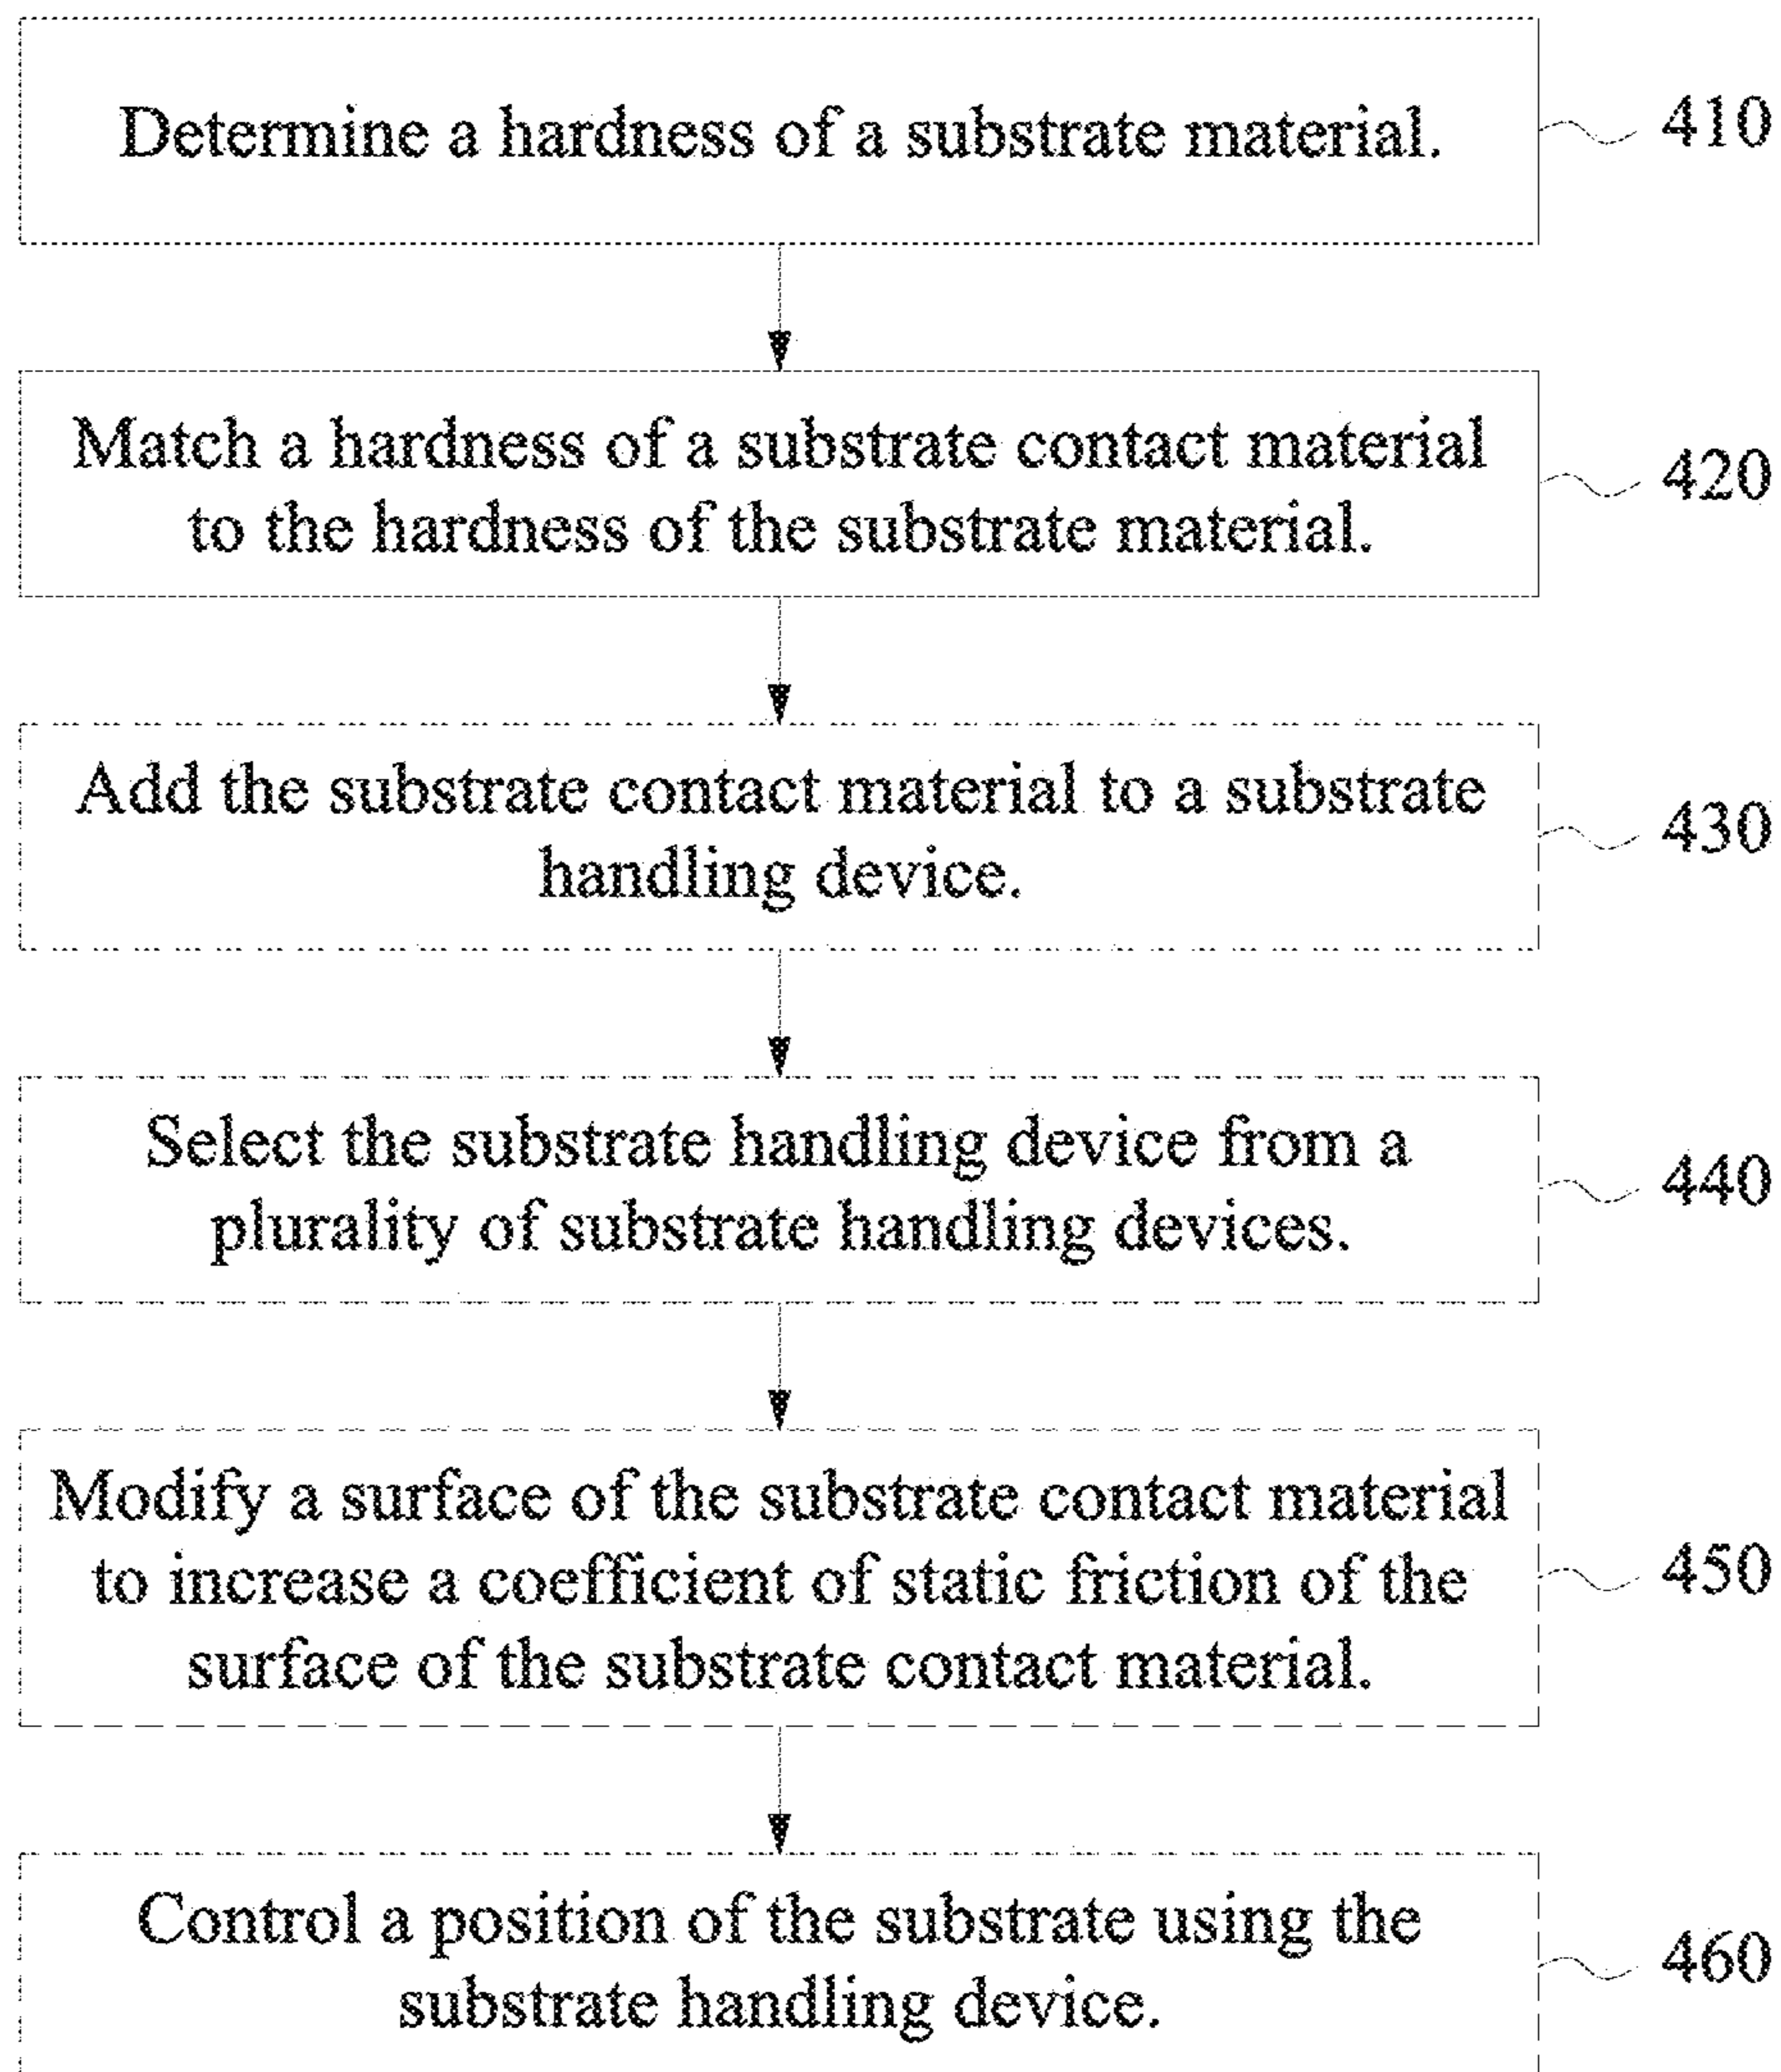 Determine a hardness of a substrate material.
410
Match a hardness of a substrate contact material
to the hardness of the substrate material.
420
Add the substrate contact material to a substrate
handling device.
430
Select the substrate handling device from a
plurality of substrate handling devices.
440
Modify a surface of the substrate contact material
to increase a coefficient of static friction of the
surface of the substrate contact material.
450
Control a position of the substrate using the
substrate handling device.
460